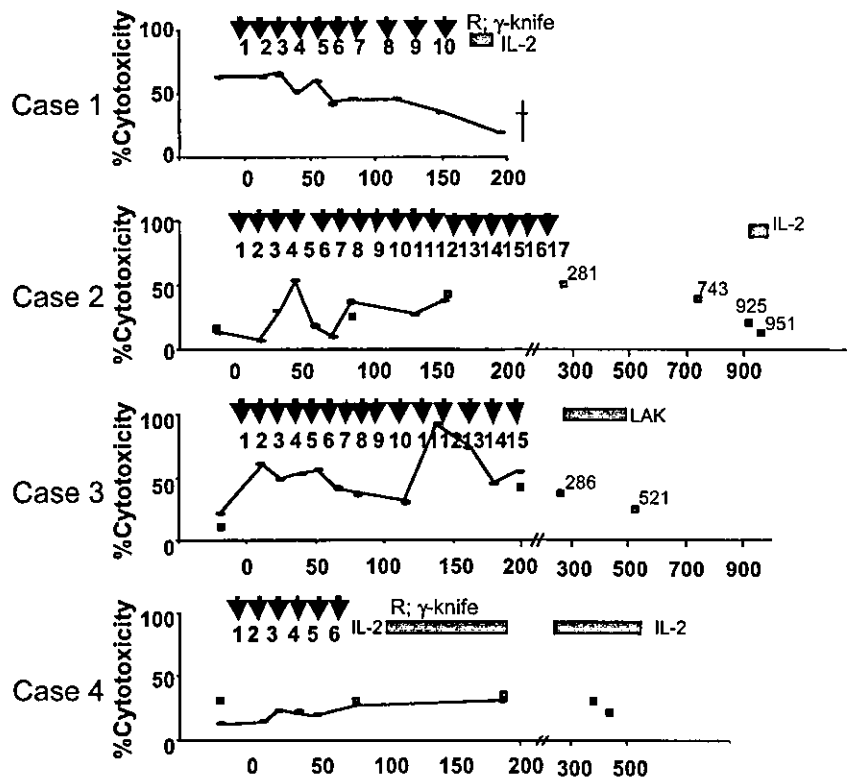 R; γ-knife
100
1 2 3 4 5 6 7 8 9 10
IL-2
Case 1
%Cytotoxicity
50
0
0 50 100 150 200
100
IL-2
1 2 3 4 5 6 7 8 9 10 11 12 13 14 15 16 17
Case 2
%Cytotoxicity
281
743
50
925
951
0
0 50 100 150 // 300 500 700 900
100
LAK
1 2 3 4 5 6 7 8 9 10 11 12 13 14 15
Case 3
%Cytotoxicity
286
50
521
0
0 50 100 150 200 // 300 500 700 900
R; γ-knife
100
1 2 3 4 5 6 IL-2
IL-2
Case 4
%Cytotoxicity
50
0
0 50 100 150 200 // 300 500